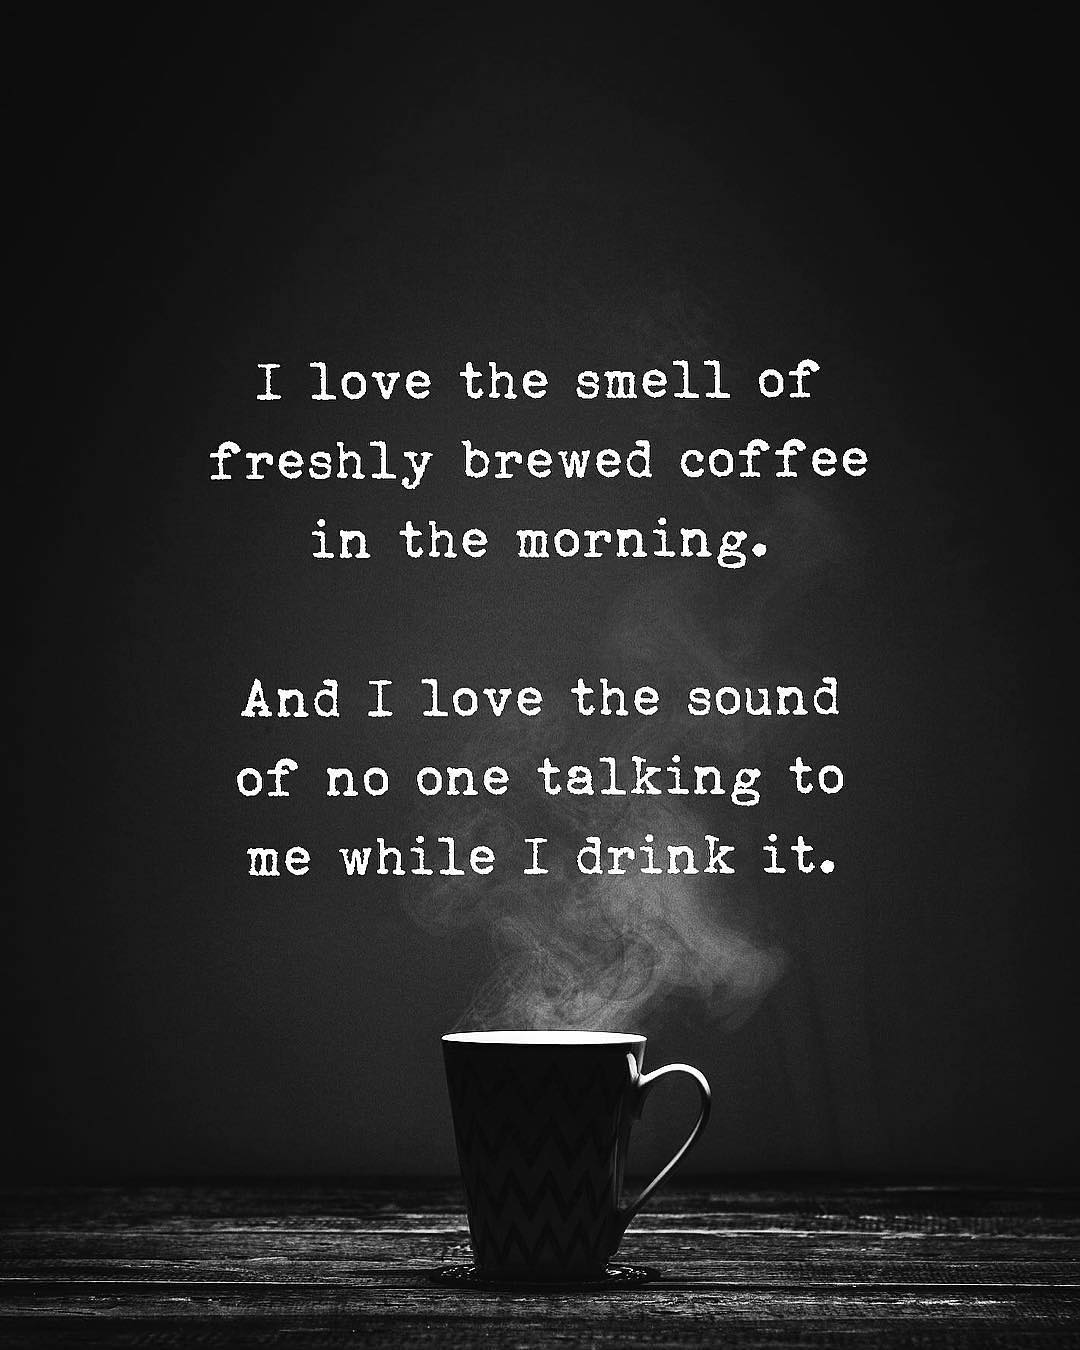 I love the smell of
freshly brewed coffee
in the morning.
And I love the sound
of no one talking to
me while I drink it.